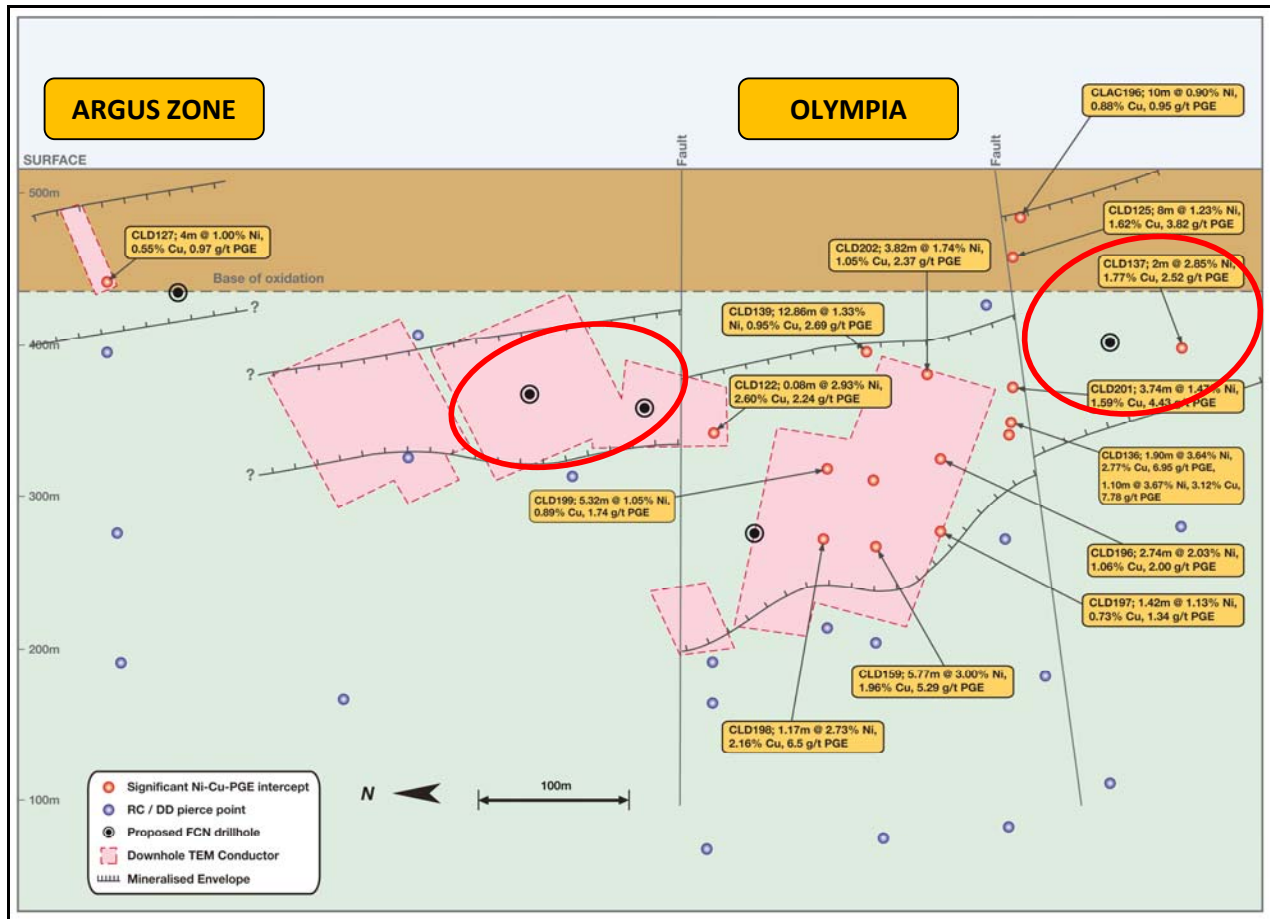 ARGUS ZONE
OLYMPIA
CLAC196; 10m @ 0.90% Ni,
0.88% Cu, 0.95 g/t PGE
SURFACE
Fault
Fault
500m
CLD127; 4m @ 1.00% Ni,
0.55% Cu, 0.97 g/t PGE
CLD125; 8m @ 1.23% Ni,
1.62% Cu, 3.82 g/t PGE
CLD202; 3.82m @ 1.74% Ni,
1.05% Cu, 2.37 g/t PGE
CLD137; 2m @ 2.85% Ni,
1.77% Cu, 2.52 g/t PGE
Base of oxidation
?
CLD139; 12.86m @ 1.33%
Ni, 0.95% Cu, 2.69 g/t PGE
400m
?
CLD122; 0.08m @ 2.93% Ni,
2.60% Cu, 2.24 g/t PGE
CLD201; 3.74m @ 1.47% Ni,
1.59% Cu, 4.43 g/t PGE
CLD136; 1.90m @ 3.64% Ni,
2.77% Cu, 6.95 g/t PGE,
1.10m @ 3.67% Ni, 3.12% Cu,
7.78 g/t PGE
?
300m
CLD199; 5.32m @ 1.05% Ni,
0.89% Cu, 1.74 g/t PGE
CLD196; 2.74m @ 2.03% Ni,
1.06% Cu, 2.00 g/t PGE
CLD197; 1.42m @ 1.13% Ni,
0.73% Cu, 1.34 g/t PGE
200m
CLD159; 5.77m @ 3.00% Ni,
1.96% Cu, 5.29 g/t PGE
CLD198; 1.17m @ 2.73% Ni,
2.16% Cu, 6.5 g/t PGE
100m
Significant Ni-Cu-PGE intercept
RC / DD pierce point
Proposed FCN drillhole
Downhole TEM Conductor
Mineralised Envelope
N
100m